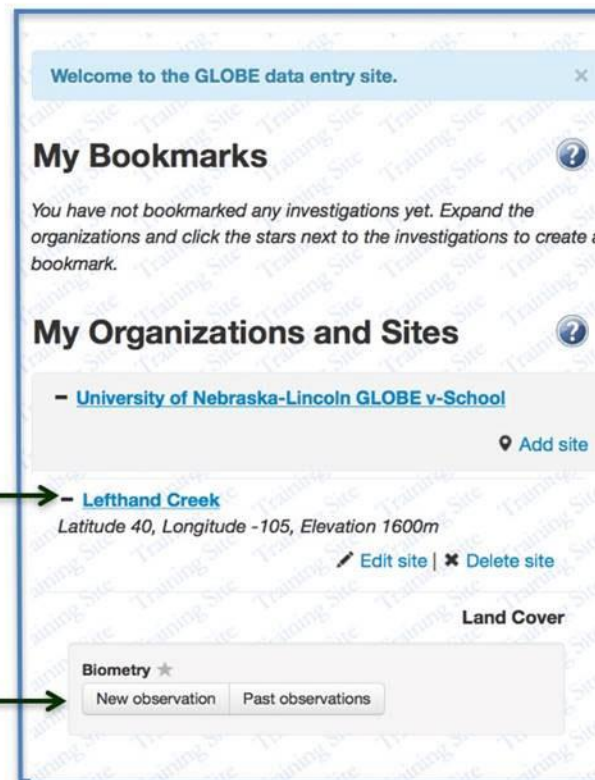 Welcome to the GLOBE data entry site. ×
My Bookmarks ?
You have not bookmarked any investigations yet. Expand the
organizations and click the stars next to the investigations to create a
bookmark.
My Organizations and Sites ?
– University of Nebraska-Lincoln GLOBE v-School
Add site
– Lefthand Creek
Latitude 40, Longitude -105, Elevation 1600m
Edit site | ✖ Delete site
Land Cover
Biometry ★
New observation Past observations
Training Site